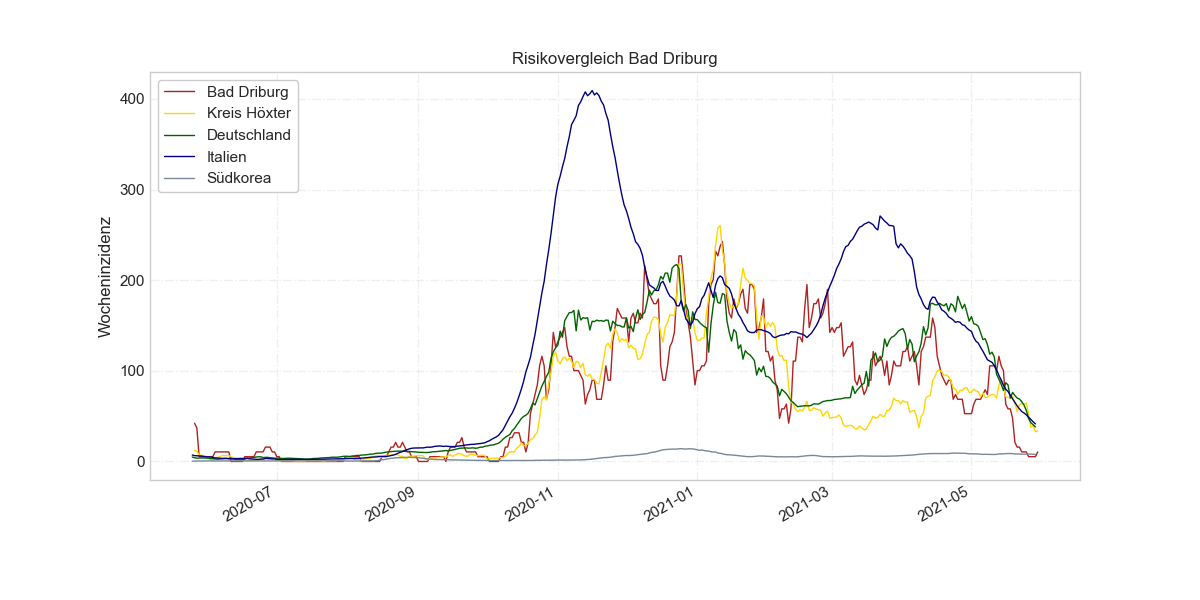 Risikovergleich Bad Driburg
Bad Driburg
Kreis Höxter
Deutschland
Italien
Südkorea
Wocheninzidenz
400
300
200
100
0
2020-07
2020-09
2020-11
2021-01
2021-03
2021-05